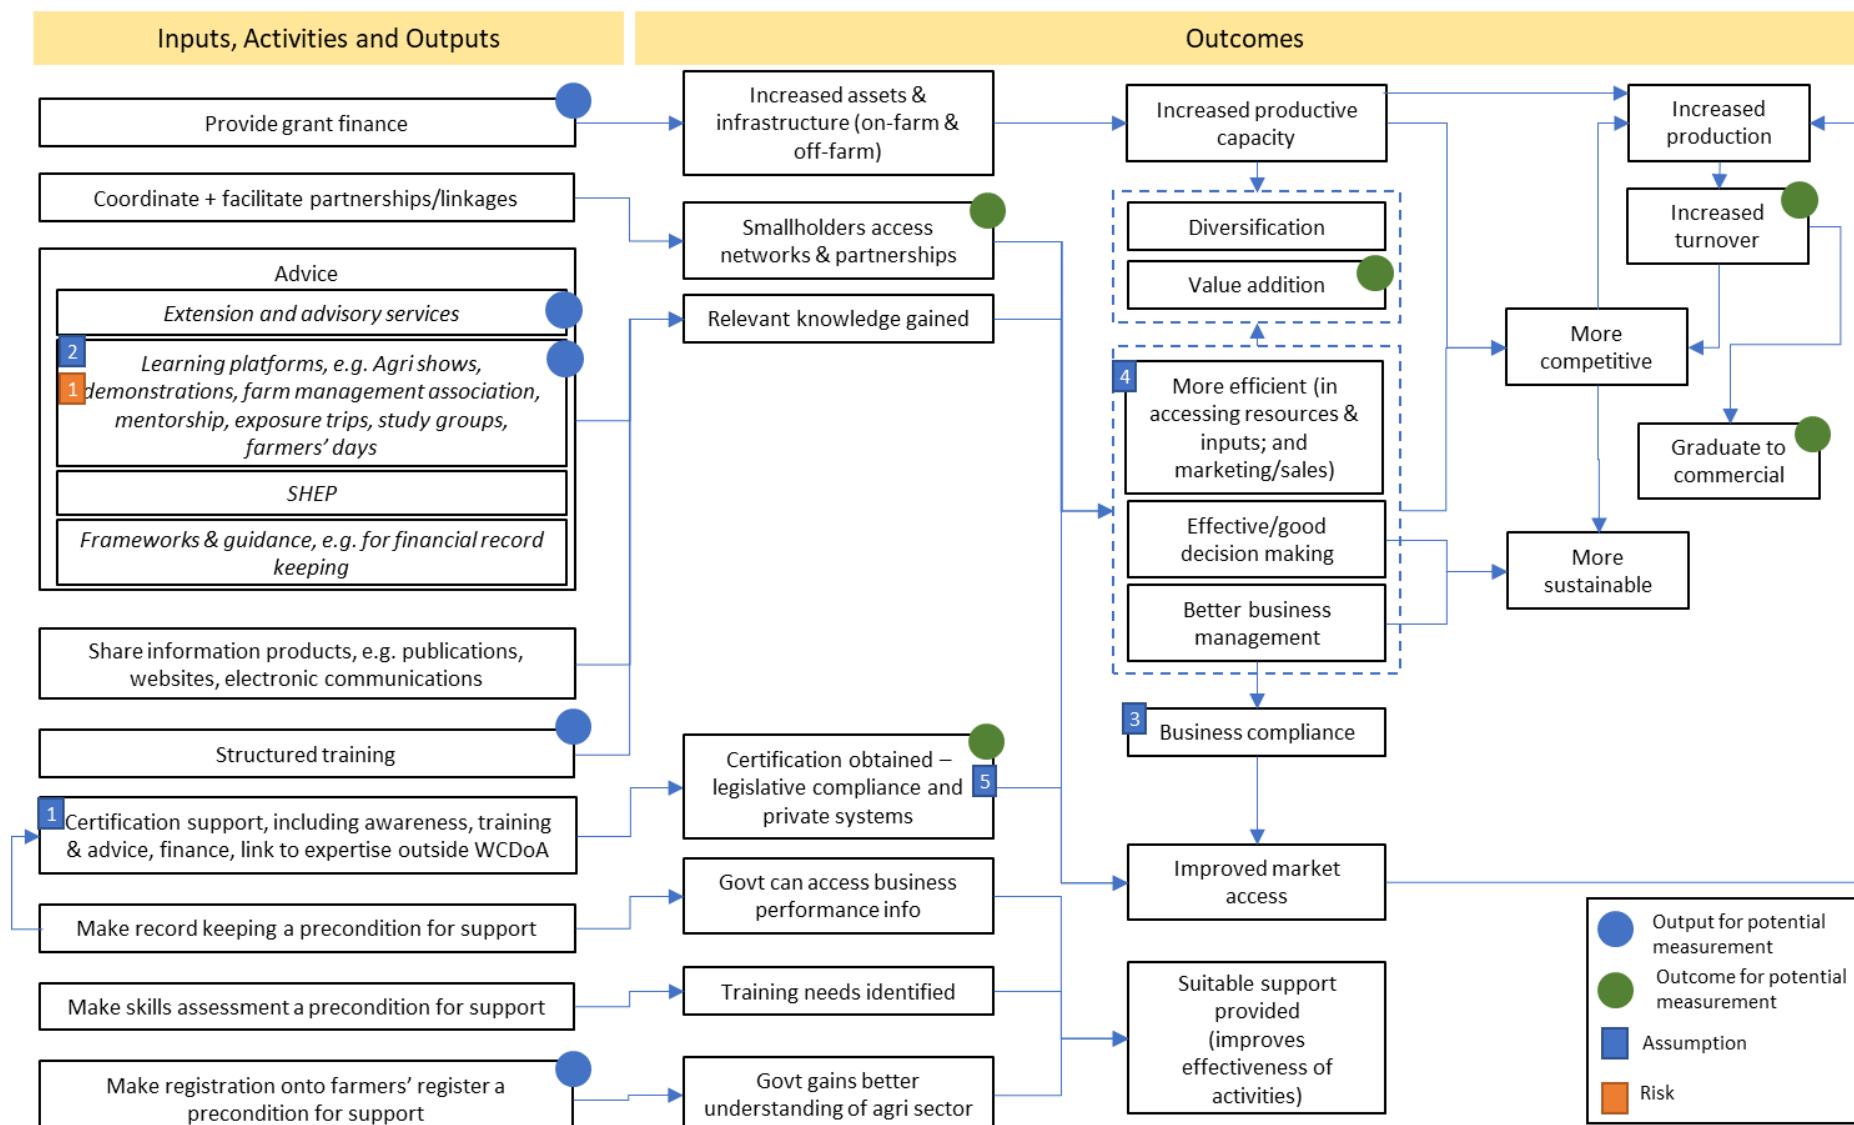 Inputs, Activities and Outputs
Outcomes
Provide grant finance
Coordinate + facilitate partnerships/linkages
Advice
Extension and advisory services
2
1
Learning platforms, e.g. Agri shows,
demonstrations, farm management association,
mentorship, exposure trips, study groups,
farmers' days
SHEP
Frameworks & guidance, e.g. for financial record
keeping
Share information products, e.g. publications,
websites, electronic communications
Structured training
1
Certification support, including awareness, training
& advice, finance, link to expertise outside WCDoA
Make record keeping a precondition for support
Make skills assessment a precondition for support
Make registration onto farmers' register a
precondition for support
Increased assets &
infrastructure (on-farm &
off-farm)
Smallholders access
networks & partnerships
Relevant knowledge gained
Certification obtained –
legislative compliance and
private systems
5
Govt can access business
performance info
Training needs identified
Govt gains better
understanding of agri sector
Increased productive
capacity
Diversification
Value addition
4
More efficient (in
accessing resources &
inputs; and
marketing/sales)
Effective/good
decision making
Better business
management
3
Business compliance
Improved market
access
Suitable support
provided
(improves
effectiveness of
activities)
Increased
production
Increased
turnover
More
competitive
Graduate to
commercial
More
sustainable
Output for potential
measurement
Outcome for potential
measurement
Assumption
Risk